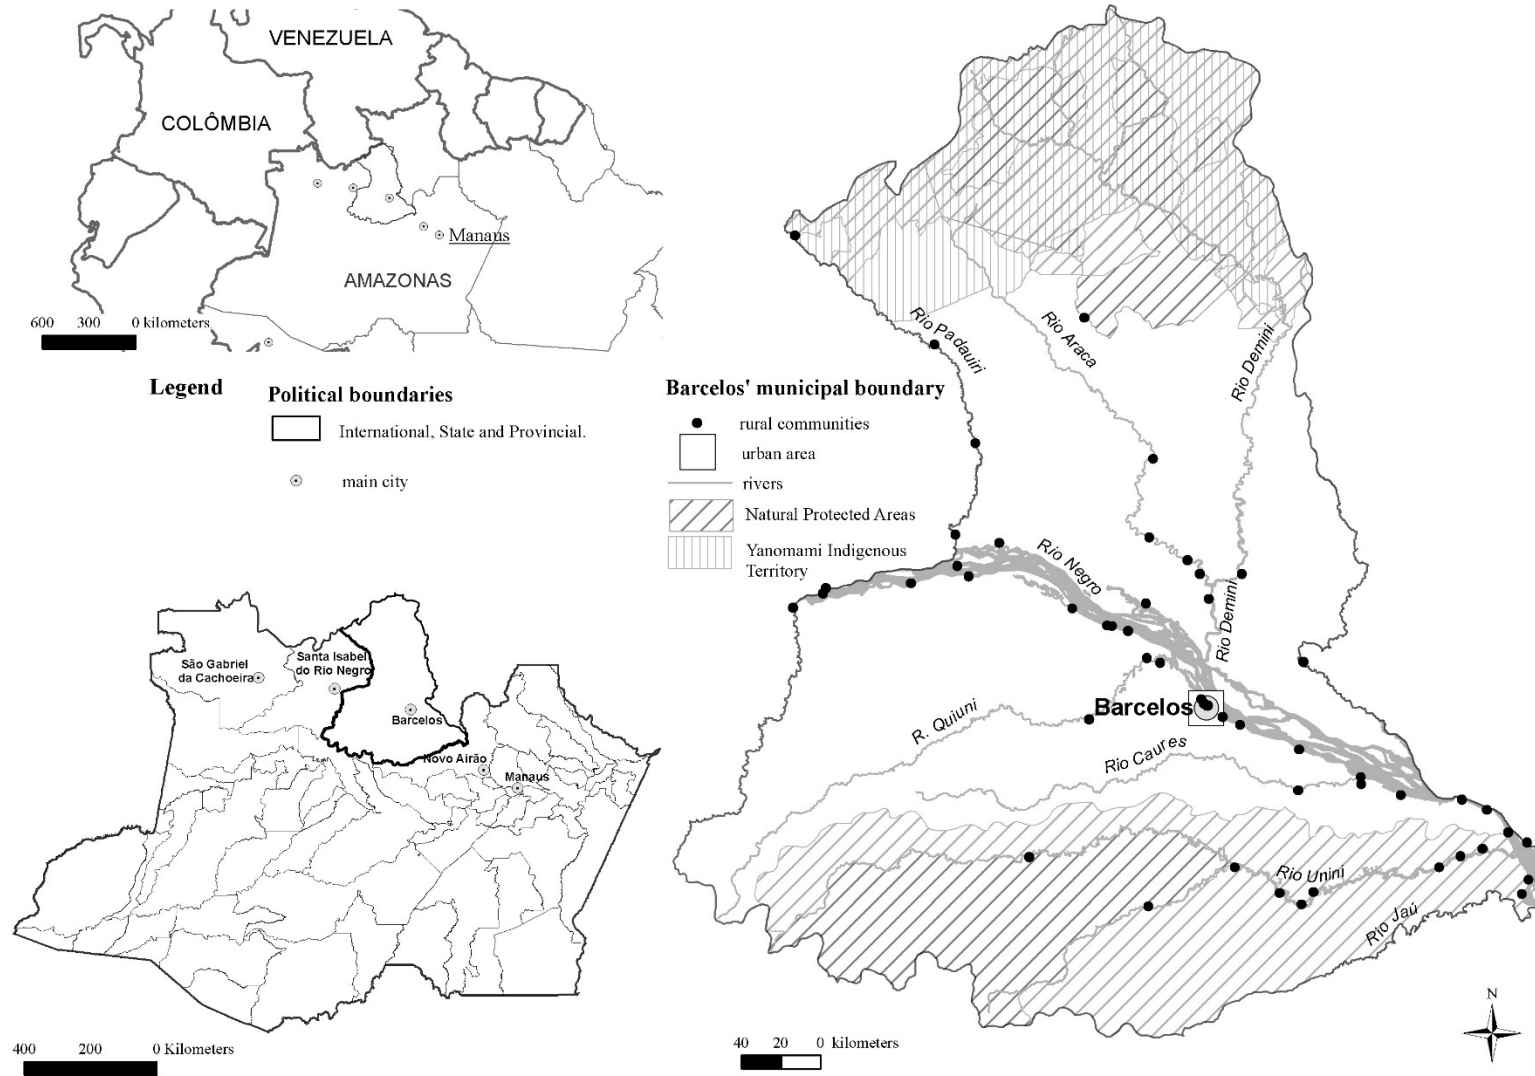 VENEZUELA
COLÔMBIA
Manaus
AMAZONAS
600 300 0 kilometers
Legend
Political boundaries
International, State and Provincial.
main city
Barcelos' municipal boundary
rural communities
urban area
rivers
Natural Protected Areas
Yanomami Indigenous
Territory
São Gabriel
da Cachoeira
Santa Isabel
do Rio Negro
Barcelos
Novo Airão
Manaus
400 200 0 Kilometers
Rio Padauiri
Rio Araca
Rio Demini
Rio Negro
Rio Demini
Barcelos
R. Quiuni
Rio Caures
Rio Unini
Rio Jaú
N
40 20 0 kilometers